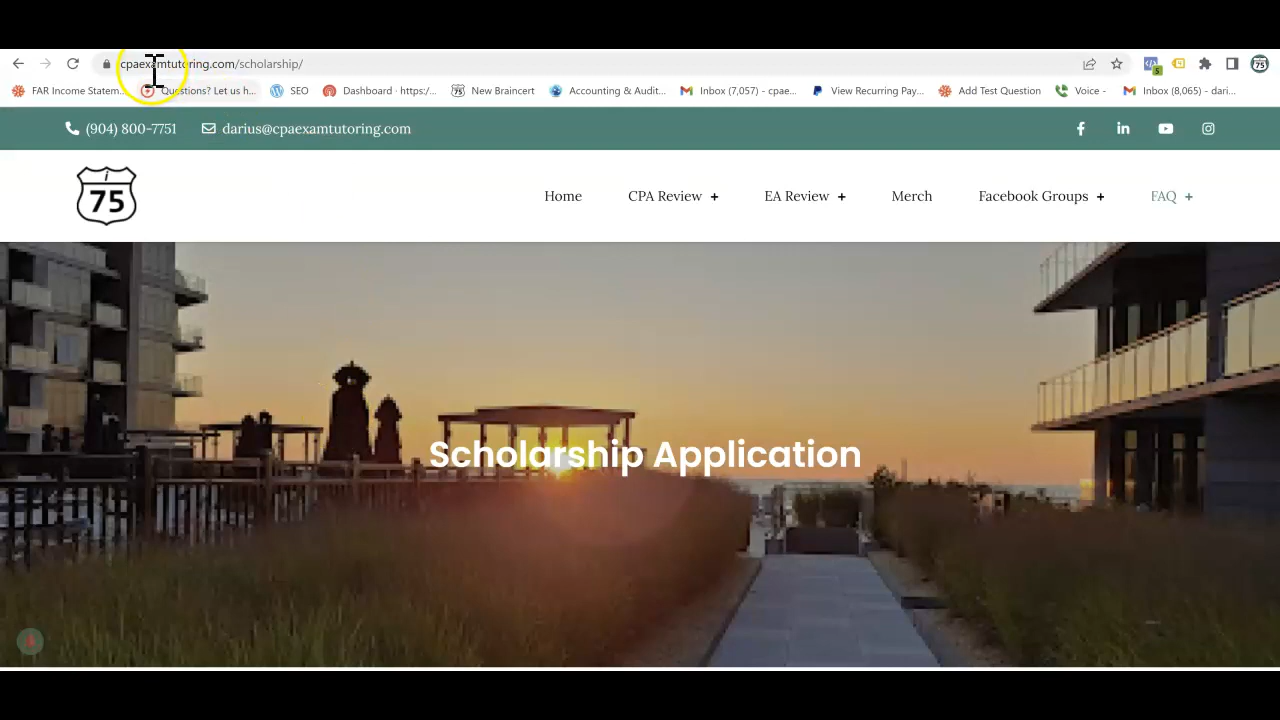 cpaexamtutoring.com/scholarship/
FAR Income Statem... Questions? Let us h... SEO Dashboard · https:/... New Braincert Accounting & Audit... Inbox (7,057) – cpae... View Recurring Pay... Add Test Question Voice - Inbox (8,065) – dari...
(904) 800-7751 darius@cpaexamtutoring.com
i
75
Home CPA Review + EA Review + Merch Facebook Groups + FAQ +
Scholarship Application